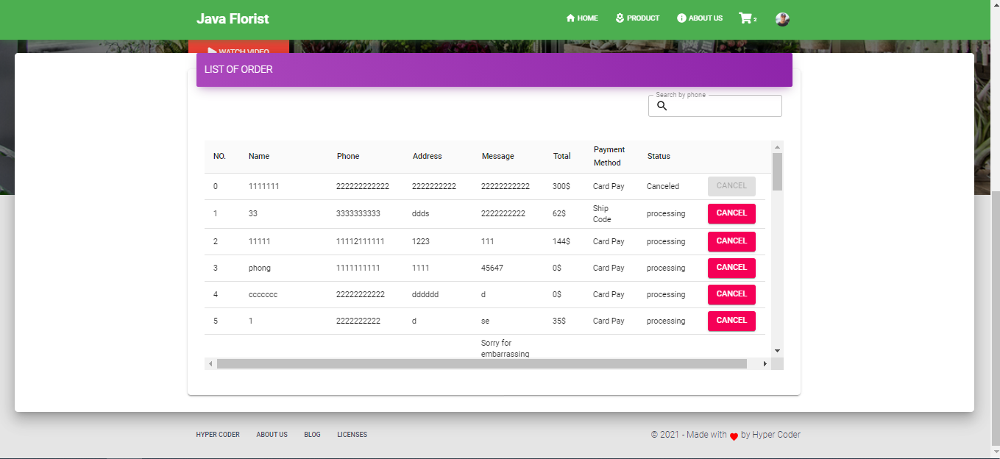 Java Florist
HOME
PRODUCT
ABOUT US
2
WATCH VIDEO
LIST OF ORDER
Search by phone
NO. Name Phone Address Message Total Payment Method Status
0 1111111 222222222222 2222222222 22222222222 300$ Card Pay Canceled CANCEL
1 33 3333333333 ddds 2222222222 62$ Ship Code processing CANCEL
2 11111 11112111111 1223 111 144$ Card Pay processing CANCEL
3 phong 1111111111 1111 45647 0$ Card Pay processing CANCEL
4 ccccccc 22222222222 dddddd d 0$ Card Pay processing CANCEL
5 1 2222222222 d se 35$ Card Pay processing CANCEL
Sorry for
embarrassing
HYPER CODER ABOUT US BLOG LICENSES
© 2021 - Made with by Hyper Coder